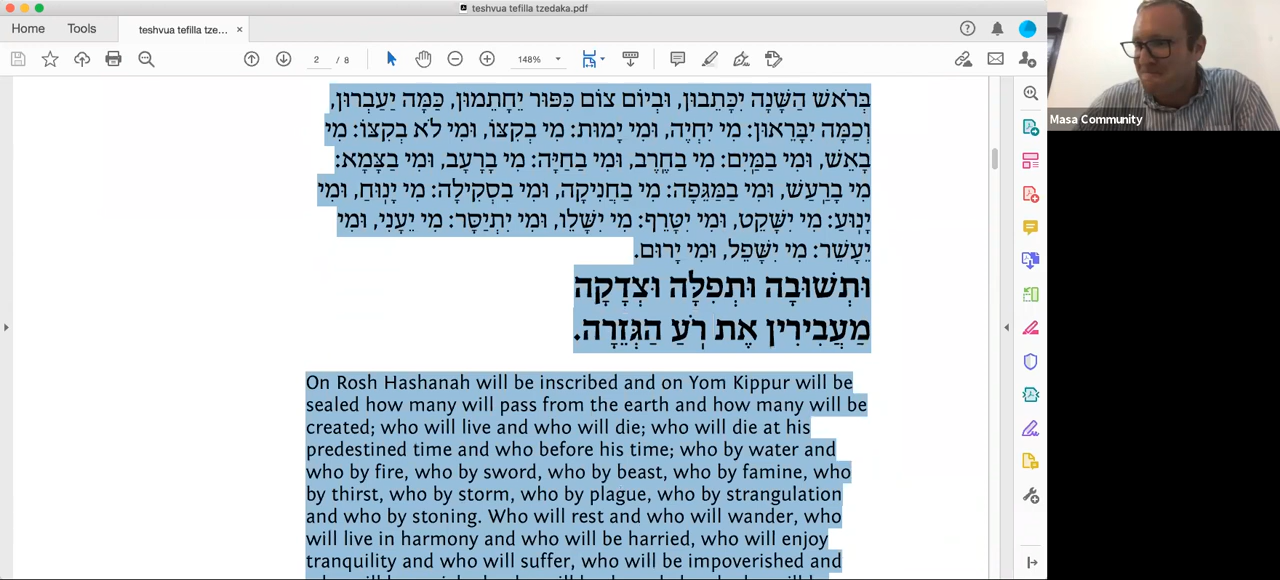 teshvua tefilla tzedaka.pdf
Home
Tools
teshvua tefilla tze...
2 / 8
148%
Masa Community
בְּרֹאשׁ הַשָּׁנָה יִכָּתֵבוּן, וּבְיוֹם צוֹם כִּפּוּר יֵחָתֵמוּן, כַּמָּה יַעַבְרוּן,
וְכַמָּה יִבָּרֵאוּן: מִי יִחְיֶה, וּמִי יָמוּת: מִי בְקִצּוֹ, וּמִי לֹא בְקִצּוֹ: מִי
בָאֵשׁ, וּמִי בַמַּיִם: מִי בַחֶרֶב, וּמִי בַחַיָּה: מִי בָרָעָב, וּמִי בַצָּמָא:
מִי בָרַעַשׁ, וּמִי בַמַּגֵּפָה: מִי בַחֲנִיקָה, וּמִי בִסְקִילָה: מִי יָנוּחַ, וּמִי
יָנוּעַ: מִי יִשָּׁקֵט, וּמִי יִטָּרֵף: מִי יִשָּׁלֵו, וּמִי יִתְיַסָּר: מִי יֵעָנִי, וּמִי
יֵעָשֵׁר: מִי יִשָּׁפֵל, וּמִי יָרוּם.
וּתְשׁוּבָה וּתְפִלָּה וּצְדָקָה
מַעֲבִירִין אֶת רֹעַ הַגְּזֵרָה.
On Rosh Hashanah will be inscribed and on Yom Kippur will be
sealed how many will pass from the earth and how many will be
created; who will live and who will die; who will die at his
predestined time and who before his time; who by water and
who by fire, who by sword, who by beast, who by famine, who
by thirst, who by storm, who by plague, who by strangulation
and who by stoning. Who will rest and who will wander, who
will live in harmony and who will be harried, who will enjoy
tranquility and who will suffer, who will be impoverished and